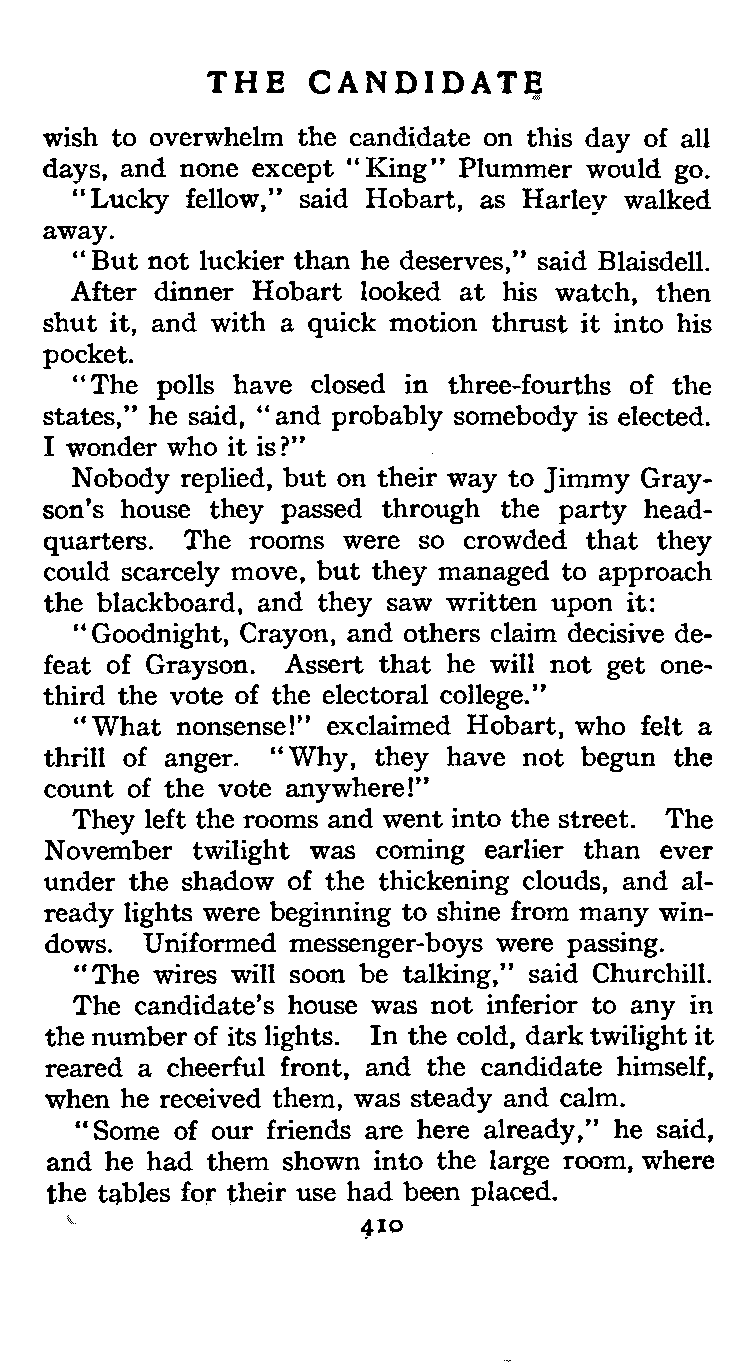 THE CANDIDATE
wish to overwhelm the candidate on this day of all
days, and none except "King" Plummer would go.
"Lucky fellow," said Hobart, as Harley walked
away.
"But not luckier than he deserves," said Blaisdell.
After dinner Hobart looked at his watch, then
shut it, and with a quick motion thrust it into his
pocket.
"The polls have closed in three-fourths of the
states," he said, "and probably somebody is elected.
I wonder who it is?"
Nobody replied, but on their way to Jimmy Gray-
son's house they passed through the party head-
quarters. The rooms were so crowded that they
could scarcely move, but they managed to approach
the blackboard, and they saw written upon it:
"Goodnight, Crayon, and others claim decisive de-
feat of Grayson. Assert that he will not get one-
third the vote of the electoral college."
"What nonsense!" exclaimed Hobart, who felt a
thrill of anger. "Why, they have not begun the
count of the vote anywhere!"
They left the rooms and went into the street. The
November twilight was coming earlier than ever
under the shadow of the thickening clouds, and al-
ready lights were beginning to shine from many win-
dows. Uniformed messenger-boys were passing.
"The wires will soon be talking," said Churchill.
The candidate's house was not inferior to any in
the number of its lights. In the cold, dark twilight it
reared a cheerful front, and the candidate himself,
when he received them, was steady and calm.
"Some of our friends are here already," he said,
and he had them shown into the large room, where
the tables for their use had been placed.
410